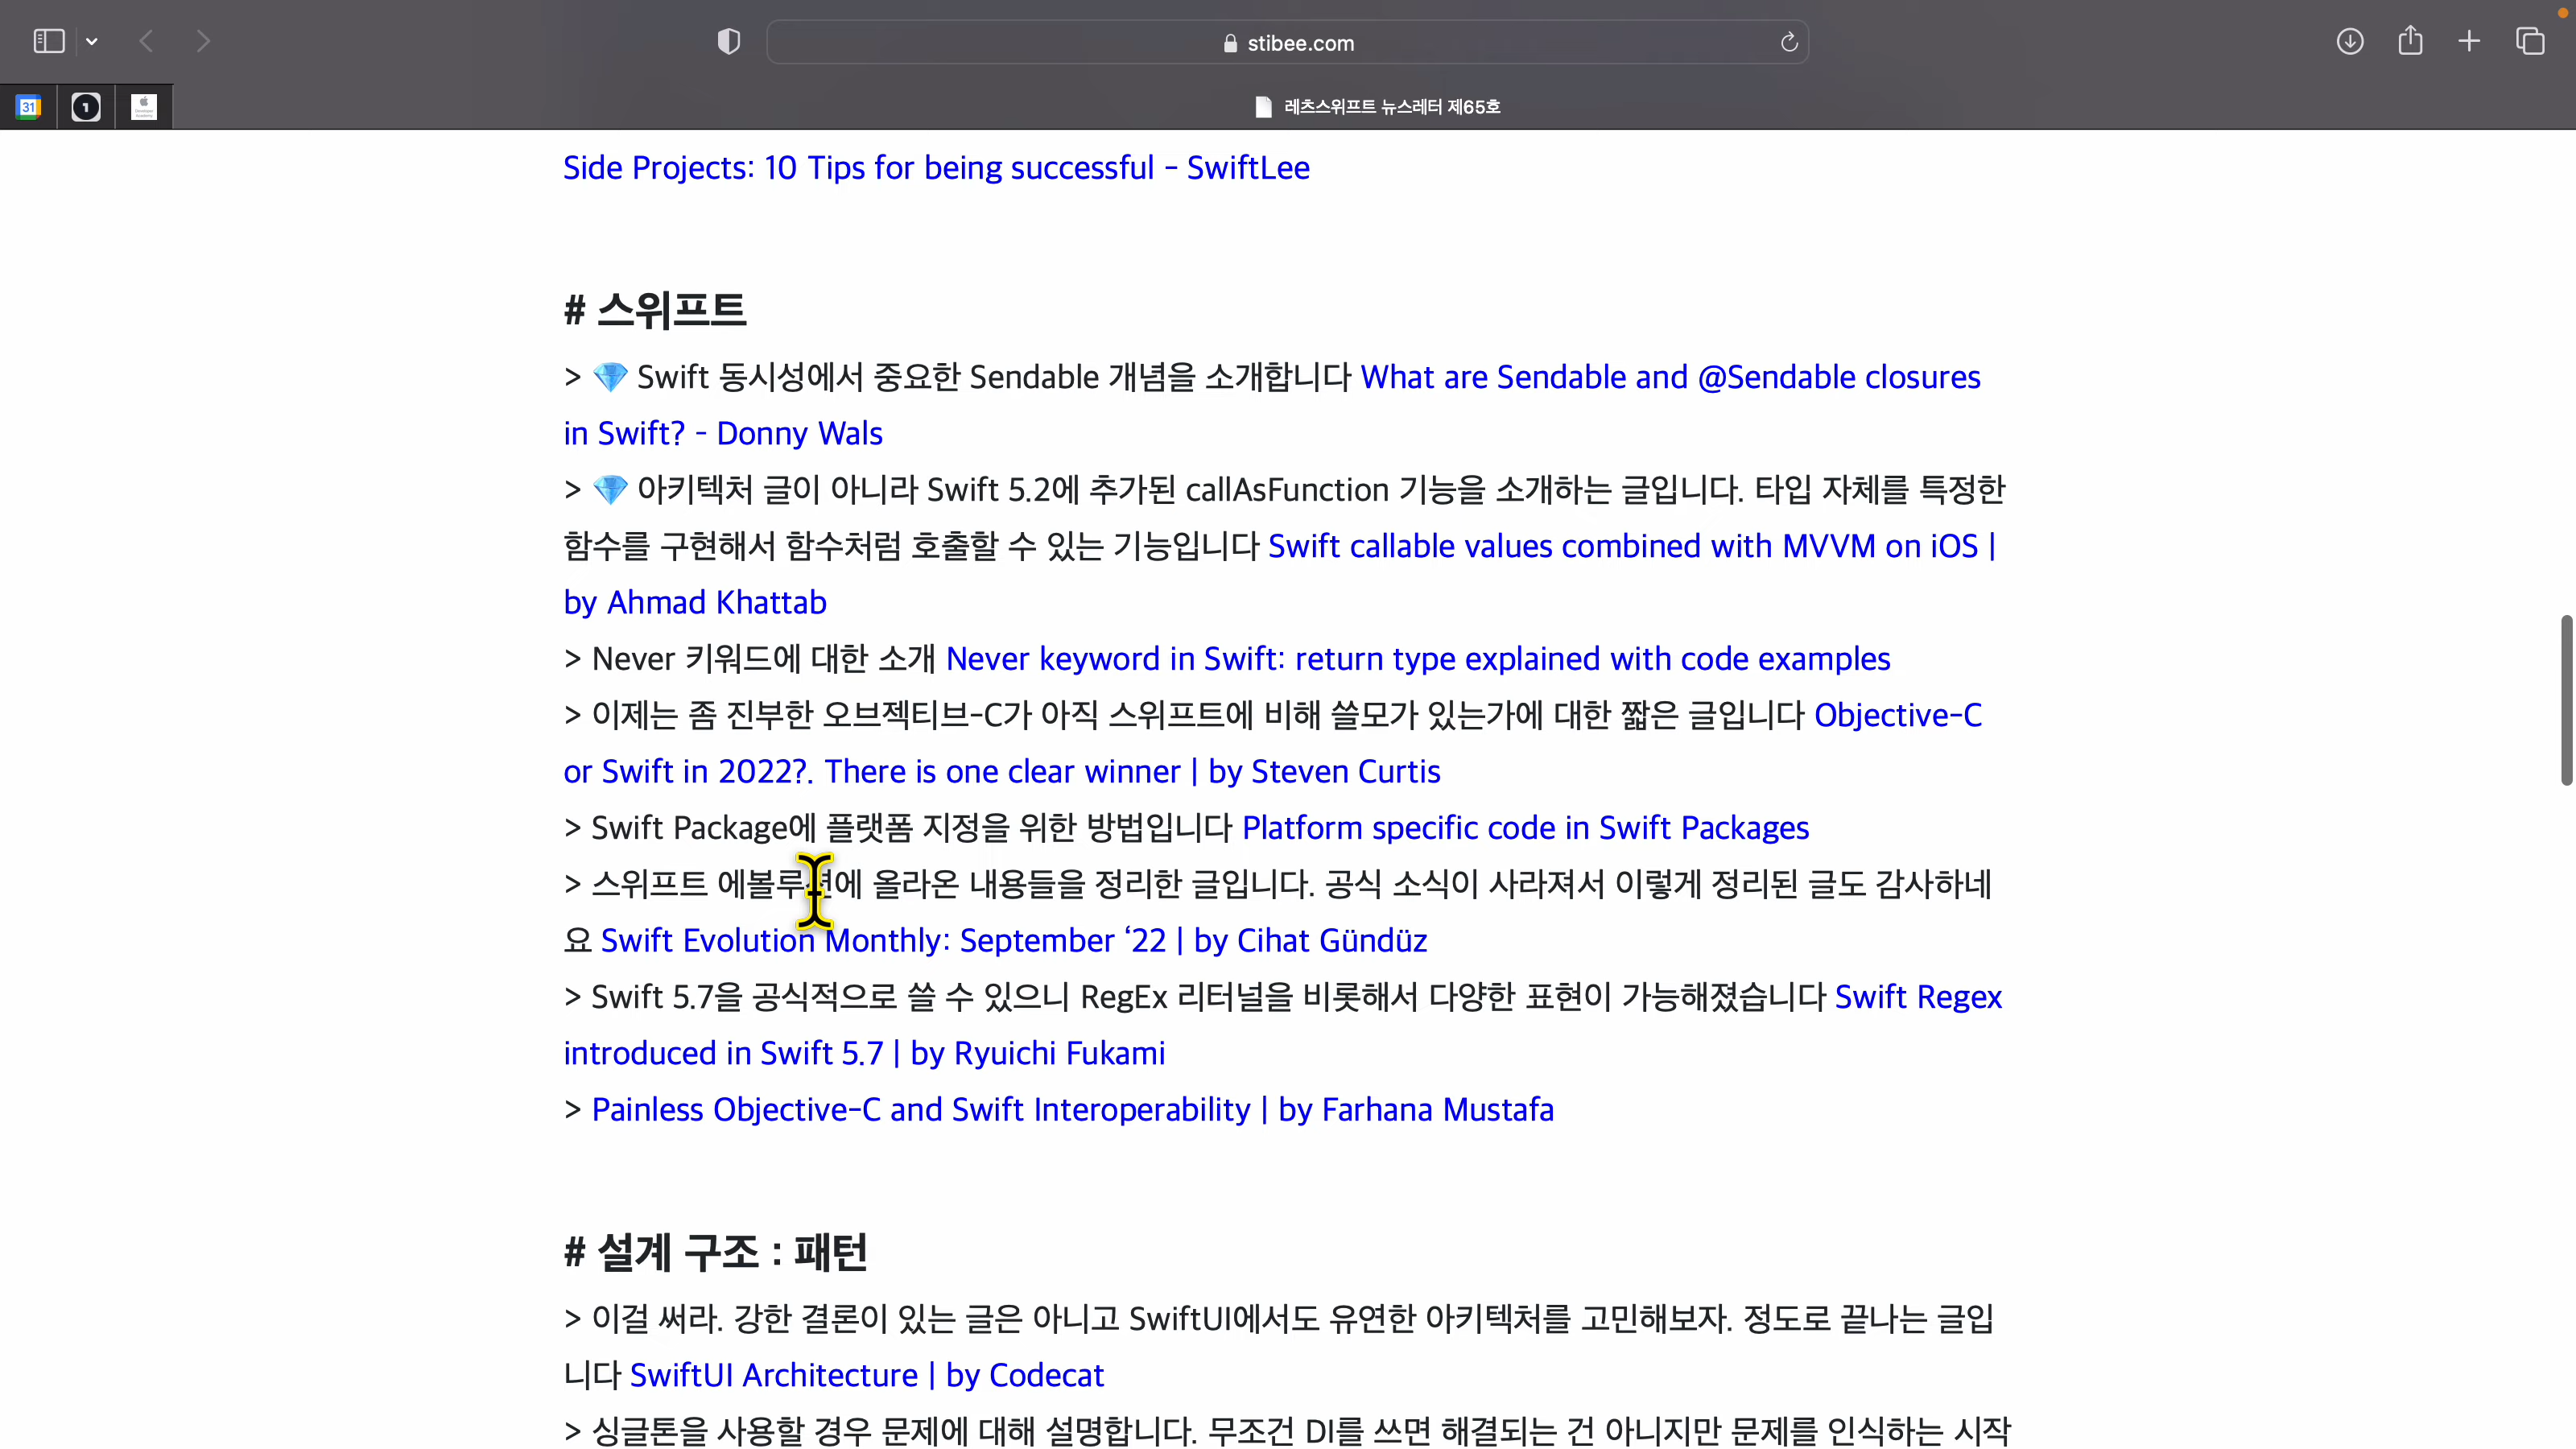 stibee.com
31
1
레츠스위프트 뉴스레터 제65호
Side Projects: 10 Tips for being successful - SwiftLee
# 스위프트
> 💎 Swift 동시성에서 중요한 Sendable 개념을 소개합니다 What are Sendable and @Sendable closures
in Swift? - Donny Wals
> 💎 아키텍처 글이 아니라 Swift 5.2에 추가된 callAsFunction 기능을 소개하는 글입니다. 타입 자체를 특정한
함수를 구현해서 함수처럼 호출할 수 있는 기능입니다 Swift callable values combined with MVVM on iOS |
by Ahmad Khattab
> Never 키워드에 대한 소개 Never keyword in Swift: return type explained with code examples
> 이제는 좀 진부한 오브젝티브-C가 아직 스위프트에 비해 쓸모가 있는가에 대한 짧은 글입니다 Objective-C
or Swift in 2022?. There is one clear winner | by Steven Curtis
> Swift Package에 플랫폼 지정을 위한 방법입니다 Platform specific code in Swift Packages
> 스위프트 에볼루션에 올라온 내용들을 정리한 글입니다. 공식 소식이 사라져서 이렇게 정리된 글도 감사하네
요 Swift Evolution Monthly: September ‘22 | by Cihat Gündüz
> Swift 5.7을 공식적으로 쓸 수 있으니 RegEx 리터널을 비롯해서 다양한 표현이 가능해졌습니다 Swift Regex
introduced in Swift 5.7 | by Ryuichi Fukami
> Painless Objective-C and Swift Interoperability | by Farhana Mustafa
# 설계 구조 : 패턴
> 이걸 써라. 강한 결론이 있는 글은 아니고 SwiftUI에서도 유연한 아키텍처를 고민해보자. 정도로 끝나는 글입
니다 SwiftUI Architecture | by Codecat
> 싱글톤을 사용할 경우 문제에 대해 설명합니다. 무조건 DI를 쓰면 해결되는 건 아니지만 문제를 인식하는 시작